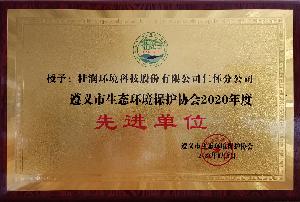 授予：桂润环境科技股份有限公司仁怀分公司
遵义市生态环境保护协会2020年度
先进单位
遵义市生态环境保护协会